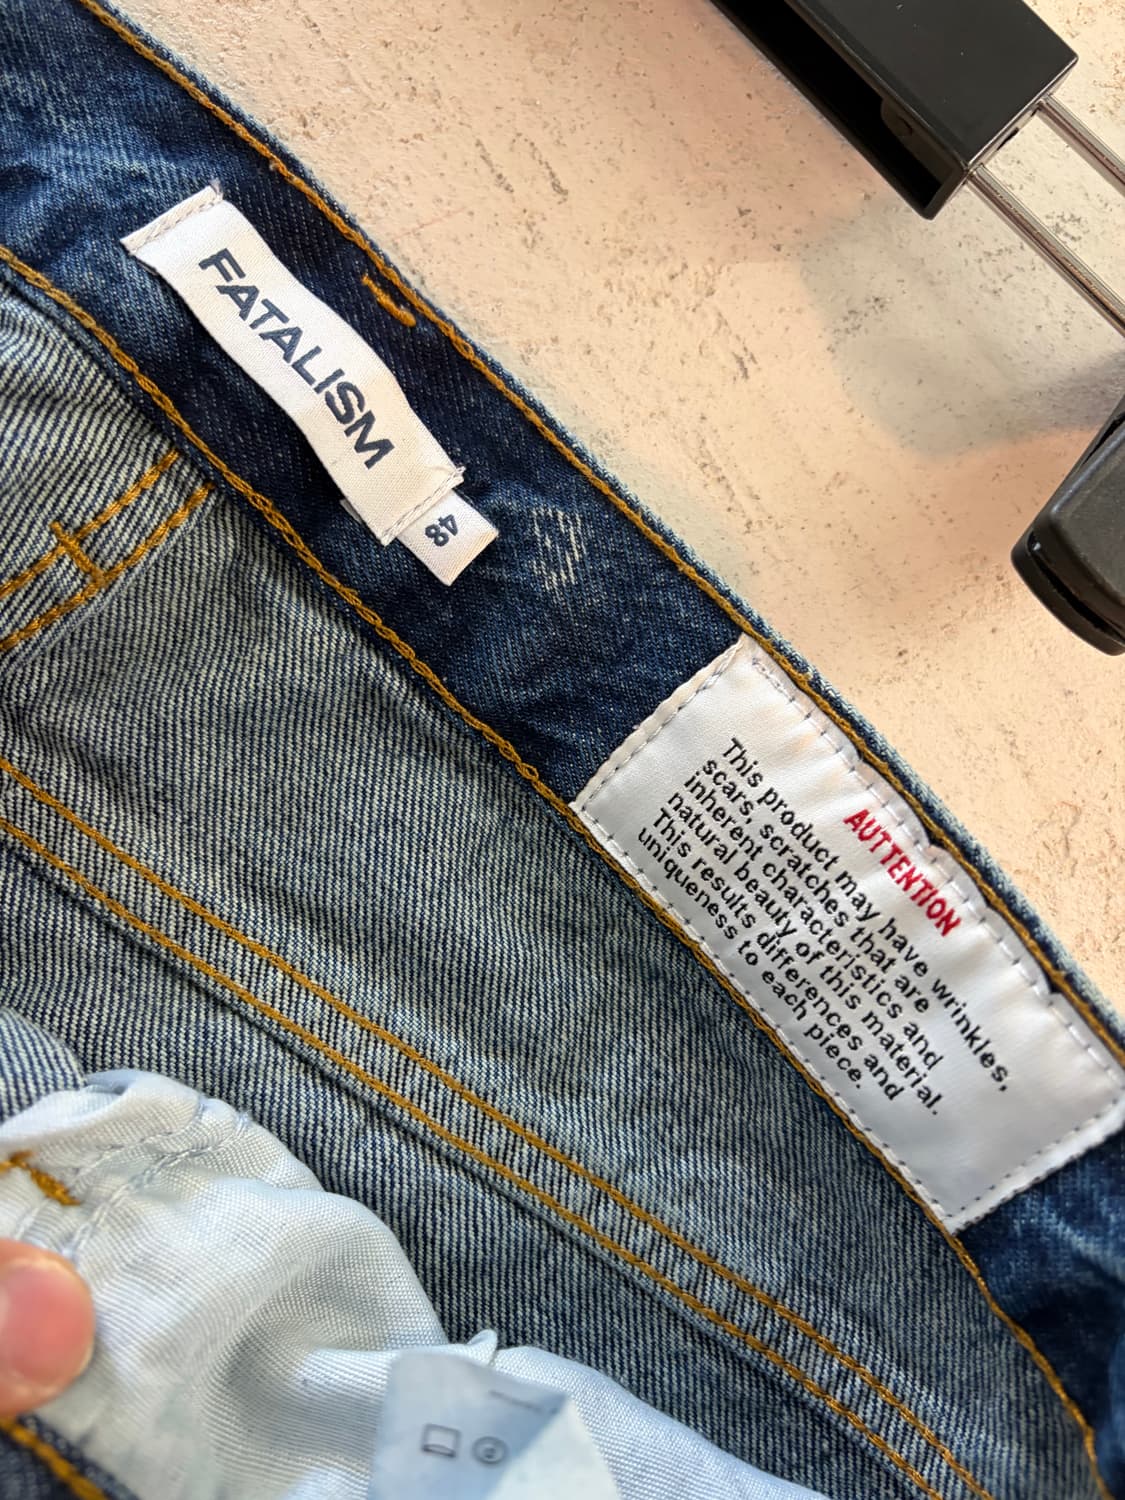 FATALISM
48
AUTTENTION
This product may have wrinkles,
scars, scratches that are
inherent characteristics and
natural beauty of this material.
This results differences and
uniqueness to each piece.